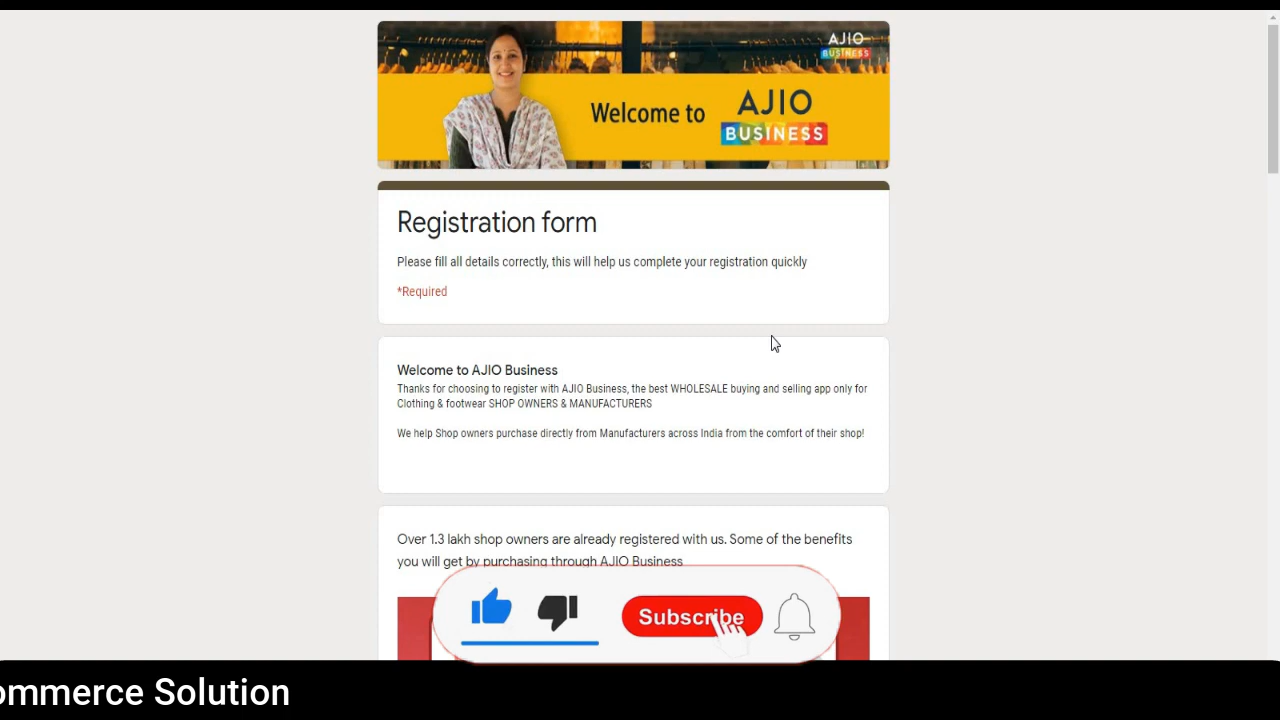 AJIO
BUSINESS
Welcome to
AJIO
BUSINESS
Registration form
Please fill all details correctly, this will help us complete your registration quickly
*Required
Welcome to AJIO Business
Thanks for choosing to register with AJIO Business, the best WHOLESALE buying and selling app only for
Clothing & footwear SHOP OWNERS & MANUFACTURERS
We help Shop owners purchase directly from Manufacturers across India from the comfort of their shop!
Over 1.3 lakh shop owners are already registered with us. Some of the benefits
you will get by purchasing through AJIO Business
Subscribe
ommerce Solution